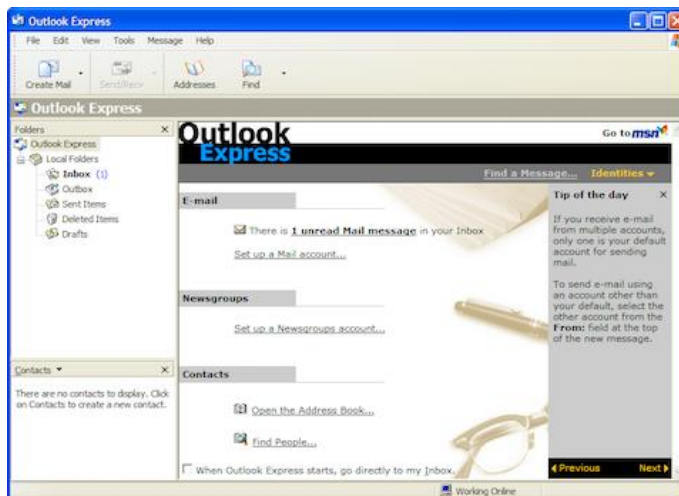 Outlook Express
File Edit View Tools Message Help
Create Mail Send/Recv Addresses Find
Outlook Express
Folders
Outlook Express
Local Folders
Inbox (1)
Outbox
Sent Items
Deleted Items
Drafts
Contacts
There are no contacts to display. Click
on Contacts to create a new contact.
Outlook
Express
Go to msn
Find a Message... Identities
E-mail
There is 1 unread Mail message in your Inbox
Set up a Mail account...
Newsgroups
Set up a Newsgroups account...
Contacts
Open the Address Book...
Find People...
When Outlook Express starts, go directly to my Inbox.
Tip of the day
If you receive e-mail
from multiple accounts,
only one is your default
account for sending
mail.
To send e-mail using
an account other than
your default, select the
other account from the
From: field at the top
of the new message.
Previous Next
Working Online